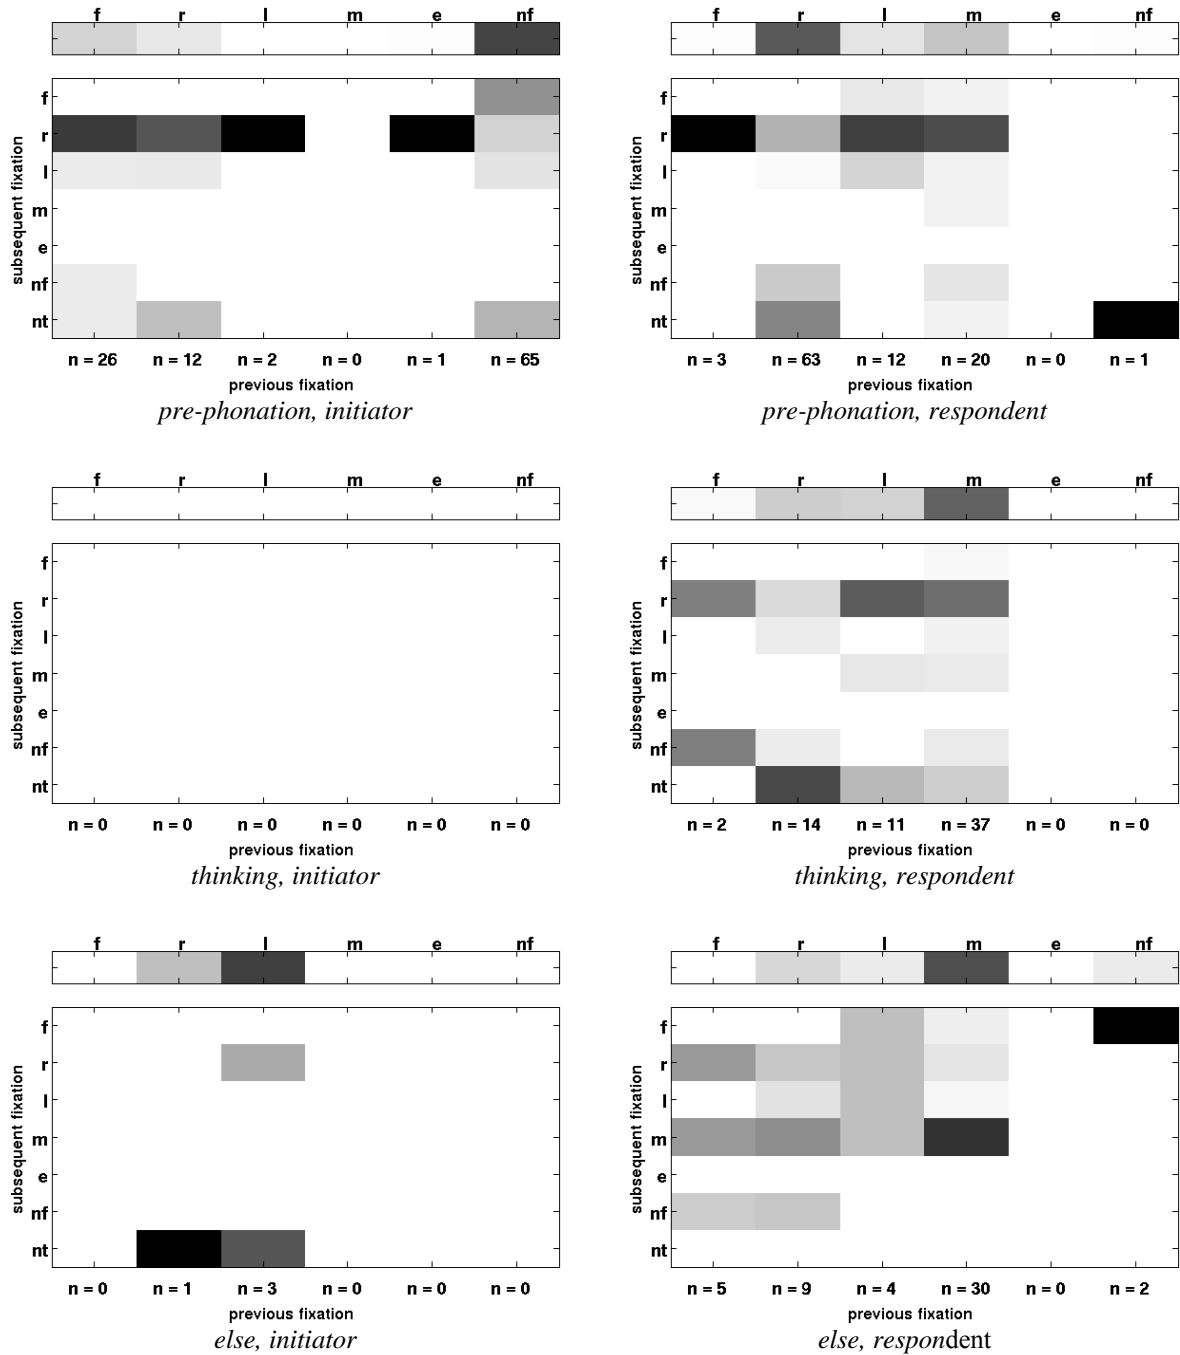 f r l m e nf
f
r
l
m
e
nf
nt
subsequent fixation
n = 26 n = 12 n = 2 n = 0 n = 1 n = 65
previous fixation
pre-phonation, initiator
f r l m e nf
f
r
l
m
e
nf
nt
subsequent fixation
n = 3 n = 63 n = 12 n = 20 n = 0 n = 1
previous fixation
pre-phonation, respondent
f r l m e nf
f
r
l
m
e
nf
nt
subsequent fixation
n = 0 n = 0 n = 0 n = 0 n = 0 n = 0
previous fixation
thinking, initiator
f r l m e nf
f
r
l
m
e
nf
nt
subsequent fixation
n = 2 n = 14 n = 11 n = 37 n = 0 n = 0
previous fixation
thinking, respondent
f r l m e nf
f
r
l
m
e
nf
nt
subsequent fixation
n = 0 n = 1 n = 3 n = 0 n = 0 n = 0
previous fixation
else, initiator
f r l m e nf
f
r
l
m
e
nf
nt
subsequent fixation
n = 5 n = 9 n = 4 n = 30 n = 0 n = 2
previous fixation
else, respondent